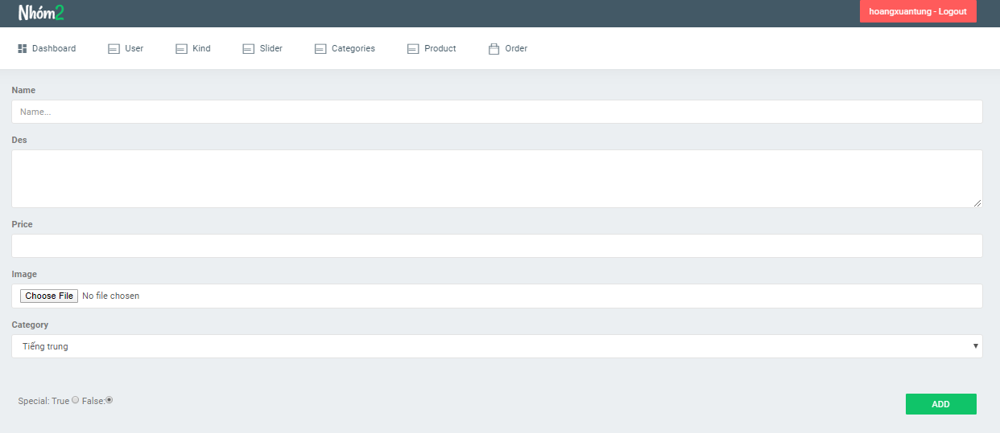 Nhóm2
hoangxuantung - Logout
Dashboard User Kind Slider Categories Product Order
Name
Name...
Des
Price
Image
Choose File No file chosen
Category
Tiếng trung
Special: True False:
ADD